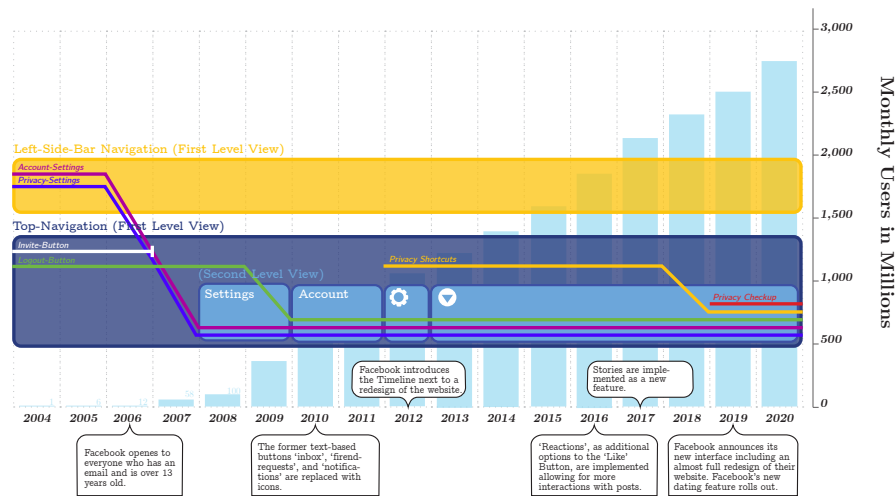 3,000
2,500
2,000
1,500
1,000
500
0
Monthly Users in Millions
Left-Side-Bar Navigation (First Level View)
Account-Settings
Privacy-Settings
Top-Navigation (First Level View)
Invite-Button
Logout-Button
(Second Level View)
Settings
Account
Privacy Shortcuts
Privacy Checkup
1
6
12
58
100
2004 2005 2006 2007 2008 2009 2010 2011 2012 2013 2014 2015 2016 2017 2018 2019 2020
Facebook introduces
the Timeline next to a
redesign of the website.
Stories are imple-
mented as a new
feature.
Facebook opens to
everyone who has an
email and is over 13
years old.
The former text-based
buttons 'inbox', 'firend-
requests', and 'notifica-
tions' are replaced with
icons.
'Reactions', as additional
options to the 'Like'
Button, are implemented
allowing for more
interactions with posts.
Facebook announces its
new interface including an
almost full redesign of their
website. Facebook's new
dating feature rolls out.